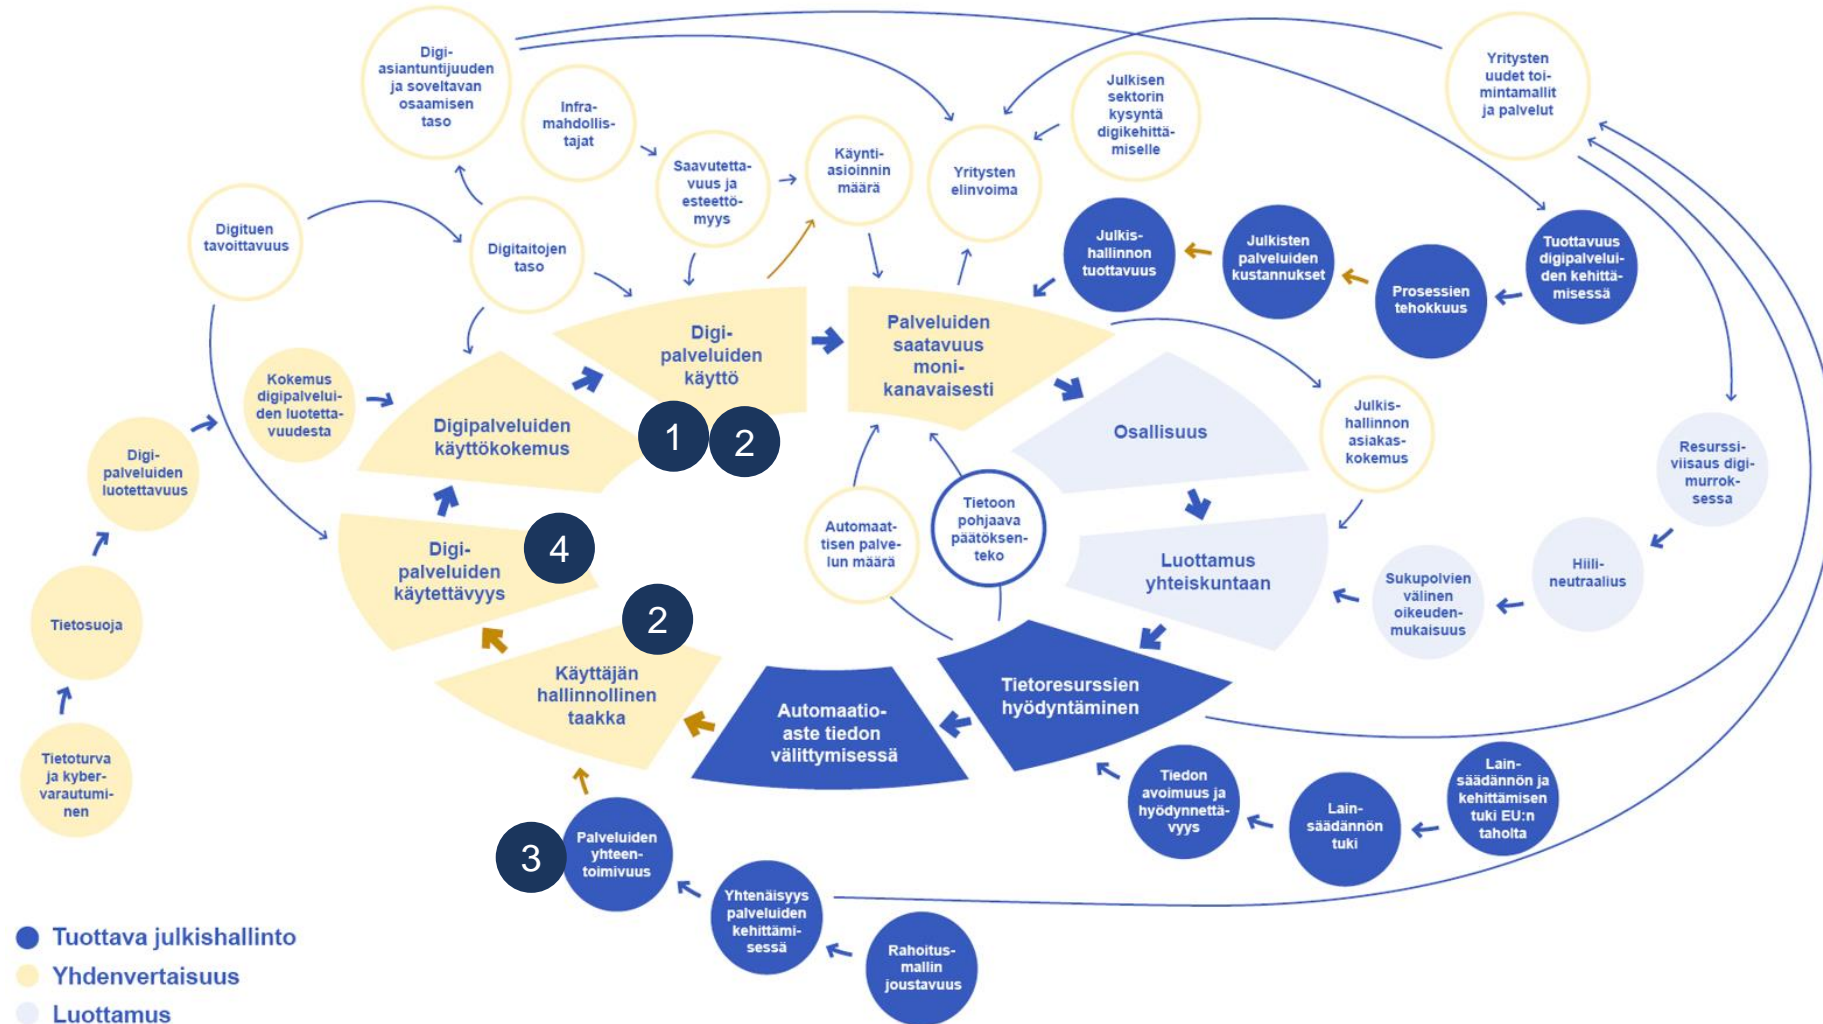 Digi-
asiantuntijuuden
ja soveltavan
osaamisen
taso
Infra-
mahdollis-
tajat
Saavutetta-
vuus ja
esteettö-
myys
Käynti-
asioinnin
määrä
Yritysten
elinvoima
Julkisen
sektorin
kysyntä
digikehittä-
miselle
Yritysten
uudet toi-
mintamallit
ja palvelut
Digituen
tavoittavuus
Digitaitojen
taso
Julkis-
hallinnon
tuottavuus
Julkisten
palveluiden
kustannukset
Prosessien
tehokkuus
Tuottavuus
digipalvelui-
den kehittä-
misessä
Digi-
palveluiden
käyttö
Palveluiden
saatavuus
moni-
kanavaisesti
Kokemus
digipalvelui-
den luotetta-
vuudesta
Digipalveluiden
käyttökokemus
1
2
Osallisuus
Julkis-
hallinnon
asiakas-
kokemus
Resurssi-
viisaus digi-
murrok-
sessa
Digi-
palveluiden
luotettavuus
Digi-
palveluiden
käytettävyys
4
Automaat-
tisen palve-
lun määrä
Tietoon
pohjaava
päätöksen-
teko
Luottamus
yhteiskuntaan
Sukupolvien
välinen
oikeuden-
mukaisuus
Hiili-
neutraalius
Tietosuoja
2
Käyttäjän
hallinnollinen
taakka
Automaatio-
aste tiedon
välittymisessä
Tietoresurssien
hyödyntäminen
Tietoturva
ja kyber-
varautumi-
nen
Tiedon
avoimuus ja
hyödynnettä-
vyys
Lain-
säädännön
tuki
Lain-
säädännön ja
kehittämisen
tuki EU:n
taholta
3
Palveluiden
yhteen-
toimivuus
Yhtenäisyys
palveluiden
kehittämi-
sessä
Rahoitus-
mallin
joustavuus
Tuottava julkishallinto
Yhdenvertaisuus
Luottamus